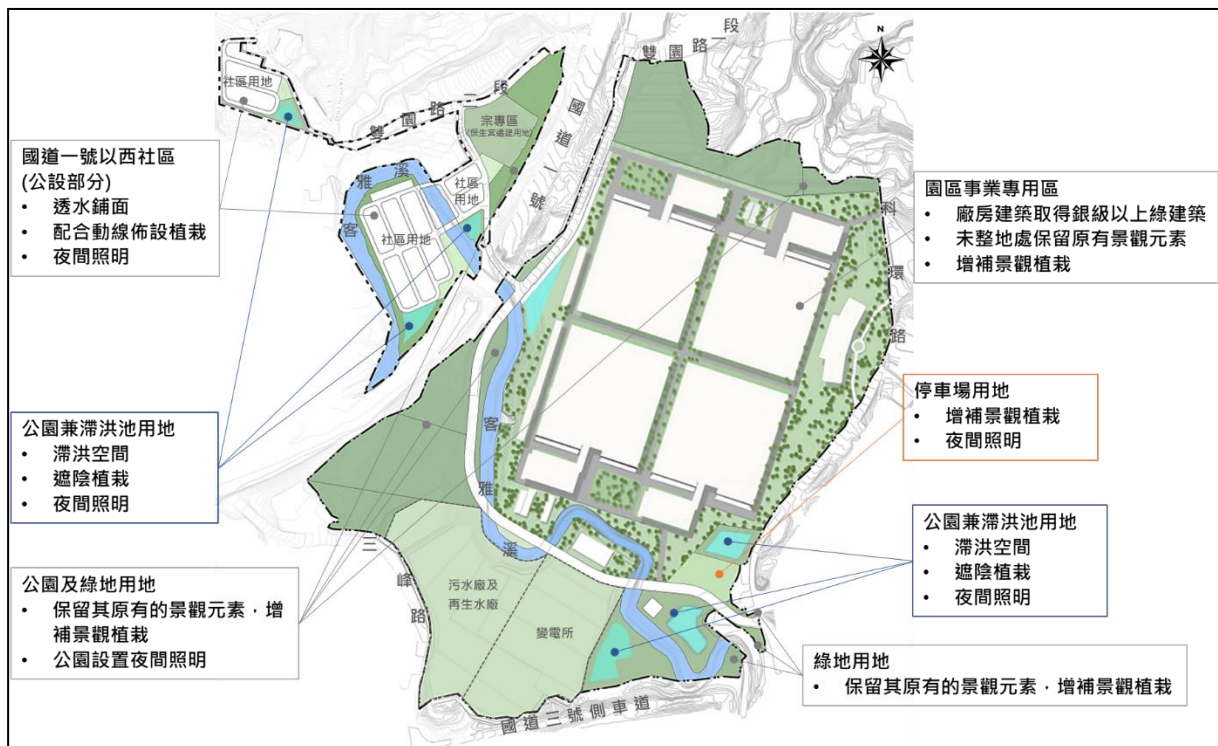 N
雙園路一段
社區用地
雙園路二段
宗專區
(保生宮遷建用地)
國道一號
國道一號以西社區
(公設部分)
• 透水鋪面
• 配合動線佈設植栽
• 夜間照明
客雅溪
社區用地
社區用地
園區事業專用區
• 廠房建築取得銀級以上綠建築
• 未整地處保留原有景觀元素
• 增補景觀植栽
科環路
停車場用地
• 增補景觀植栽
• 夜間照明
公園兼滯洪池用地
• 滯洪空間
• 遮陰植栽
• 夜間照明
客雅溪
公園兼滯洪池用地
• 滯洪空間
• 遮陰植栽
• 夜間照明
公園及綠地用地
• 保留其原有的景觀元素，增
補景觀植栽
• 公園設置夜間照明
三峰路
污水廠及
再生水廠
變電所
綠地用地
• 保留其原有的景觀元素，增補景觀植栽
國道三號側車道